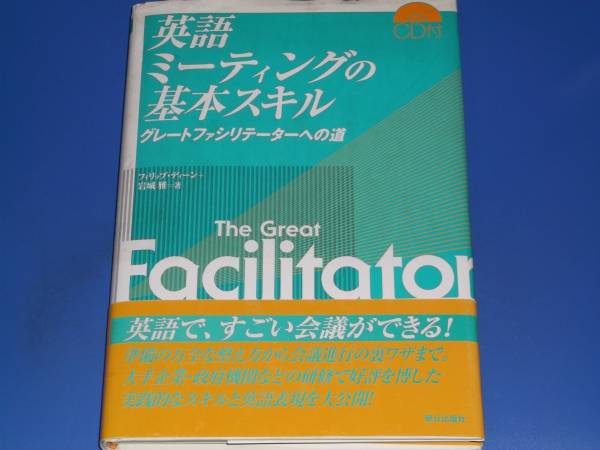 英語
ミーティングの
基本スキル
グレートファシリテーターへの道
CD付
フィリップ・ディーン＋
岩城 雅＝著
The Great
Facilitator
英語で、すごい会議ができる!
準備の万全な整え方から会議進行の裏ワザまで。
大手企業・政府機関などの研修で好評を博した
実践的なスキルと英語表現を大公開!
朝日出版社